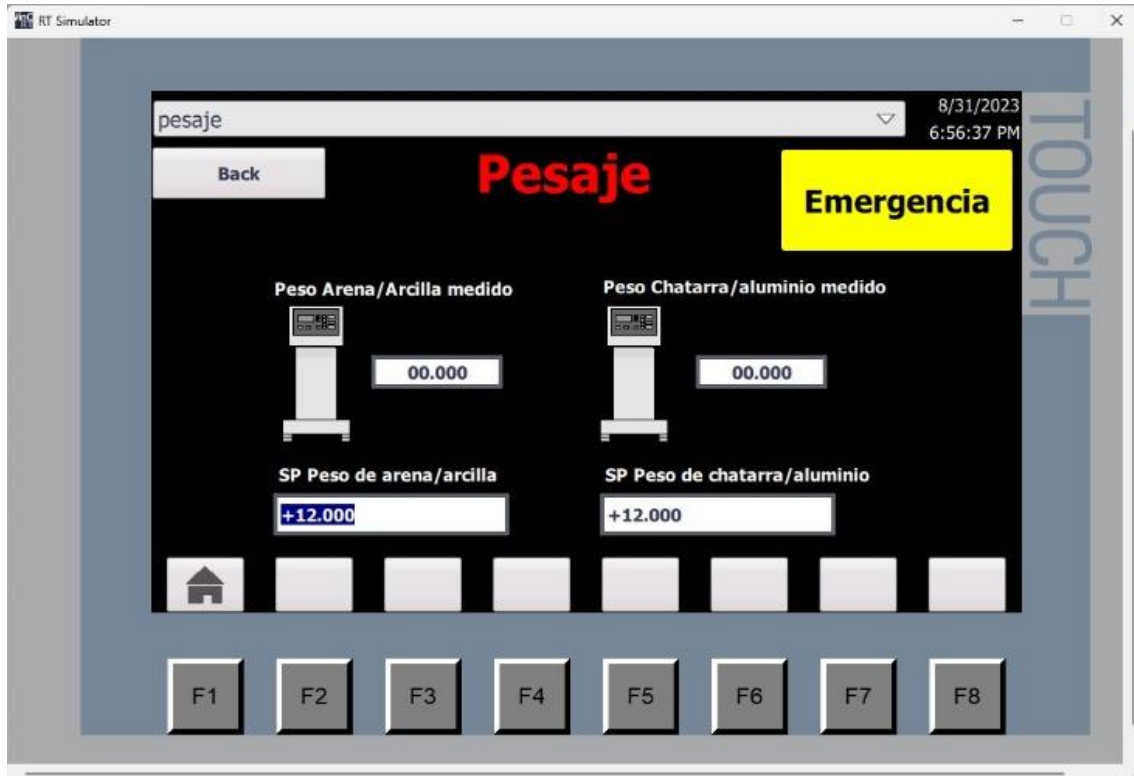 RT Simulator
pesaje
8/31/2023
6:56:37 PM
Back
Pesaje
Emergencia
TOUCH
Peso Arena/Arcilla medido
Peso Chatarra/aluminio medido
00.000
00.000
SP Peso de arena/arcilla
SP Peso de chatarra/aluminio
+12.000
+12.000
F1
F2
F3
F4
F5
F6
F7
F8